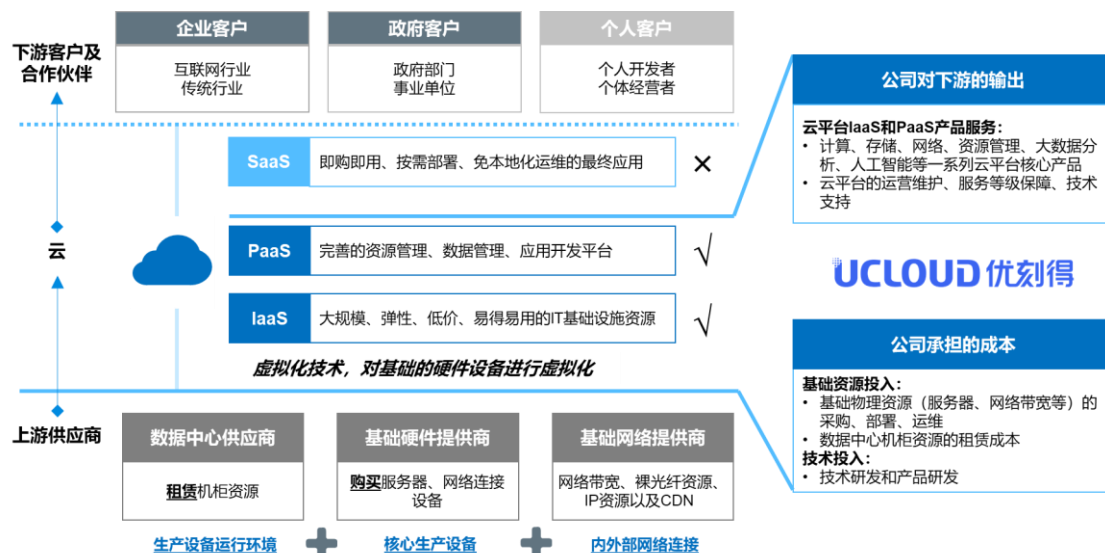 企业客户
政府客户
个人客户
下游客户及
合作伙伴
互联网行业
传统行业
政府部门
事业单位
个人开发者
个体经营者
SaaS
即购即用、按需部署、免本地化运维的最终应用
×
云
PaaS
完善的资源管理、数据管理、应用开发平台
√
IaaS
大规模、弹性、低价、易得易用的IT基础设施资源
√
虚拟化技术，对基础的硬件设备进行虚拟化
上游供应商
数据中心供应商
基础硬件提供商
基础网络提供商
租赁机柜资源
购买服务器、网络连接
设备
网络带宽、裸光纤资源、
IP资源以及CDN
生产设备运行环境
核心生产设备
内外部网络连接
公司对下游的输出
云平台IaaS和PaaS产品服务：
• 计算、存储、网络、资源管理、大数据分
析、人工智能等一系列云平台核心产品
• 云平台的运营维护、服务等级保障、技术
支持
UCLOUD 优刻得
公司承担的成本
基础资源投入：
• 基础物理资源（服务器、网络带宽等）的
采购、部署、运维
• 数据中心机柜资源的租赁成本
技术投入：
• 技术研发和产品研发